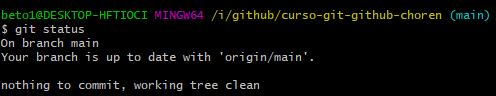 beto1@DESKTOP-HFTIOCI MINGW64 /i/github/curso-git-github-choren (main)
$ git status
On branch main
Your branch is up to date with 'origin/main'.
nothing to commit, working tree clean